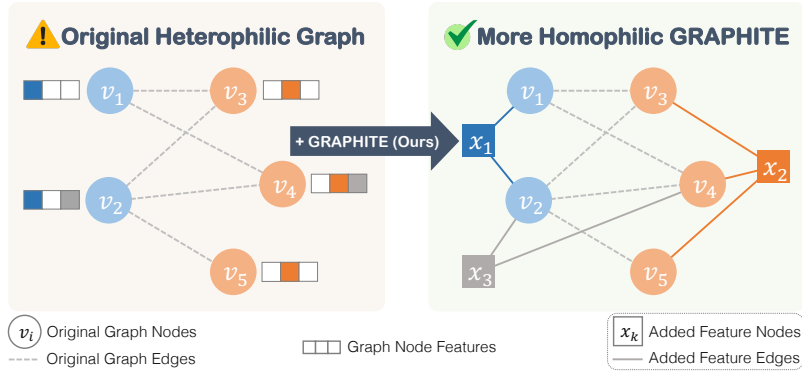 Original Heterophilic Graph
More Homophilic GRAPHITE
v1
v3
v2
v4
v5
+ GRAPHITE (Ours)
v1
v3
x1
x2
v4
v2
x3
v5
vi Original Graph Nodes
Original Graph Edges
Graph Node Features
xk Added Feature Nodes
Added Feature Edges